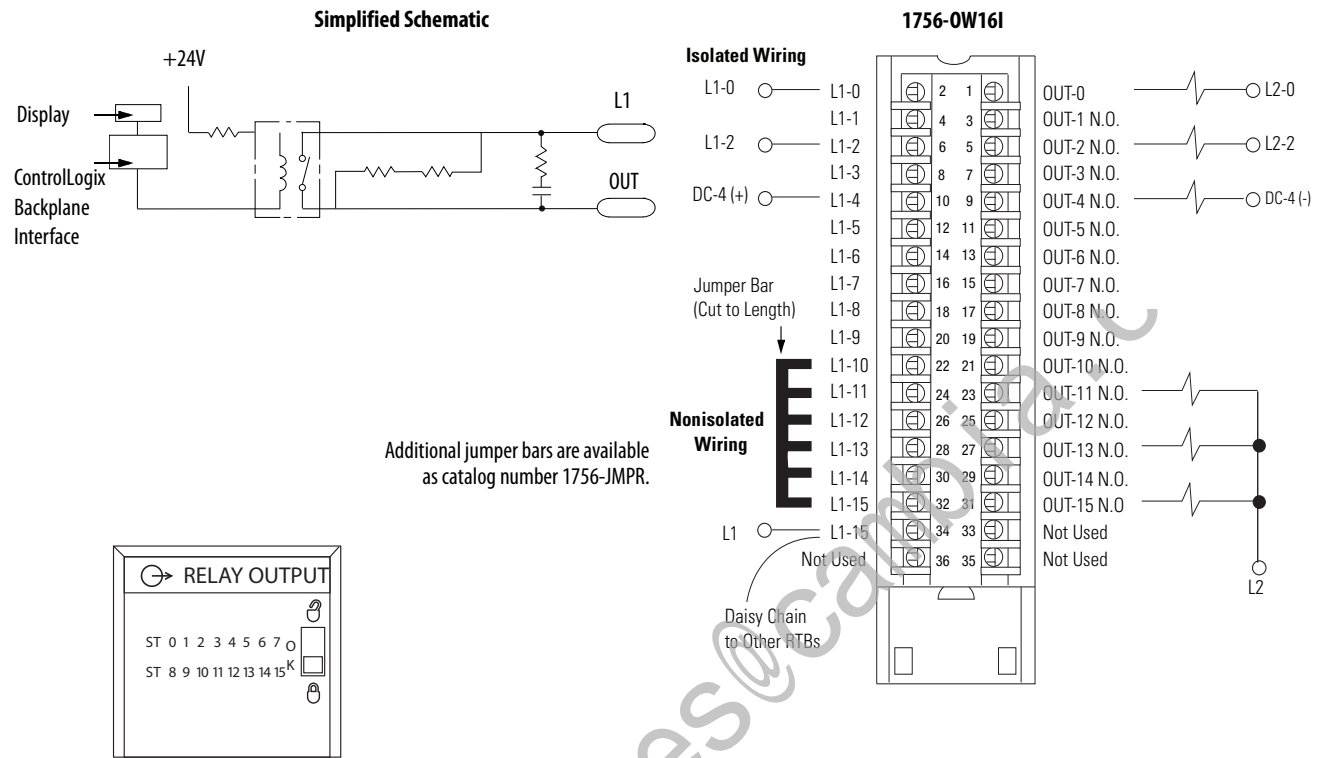 Simplified Schematic
+24V
Display
ControlLogix
Backplane
Interface
L1
OUT
Additional jumper bars are available
as catalog number 1756-JMPR.
RELAY OUTPUT
ST 0 1 2 3 4 5 6 7 O
ST 8 9 10 11 12 13 14 15 K
1756-OW16I
Isolated Wiring
L1-0 L1-0 2 1 OUT-0 L2-0
L1-1 4 3 OUT-1 N.O.
L1-2 L1-2 6 5 OUT-2 N.O. L2-2
L1-3 8 7 OUT-3 N.O.
DC-4 (+) L1-4 10 9 OUT-4 N.O. DC-4 (-)
L1-5 12 11 OUT-5 N.O.
L1-6 14 13 OUT-6 N.O.
L1-7 16 15 OUT-7 N.O.
Jumper Bar
(Cut to Length)
L1-8 18 17 OUT-8 N.O.
L1-9 20 19 OUT-9 N.O.
L1-10 22 21 OUT-10 N.O.
L1-11 24 23 OUT-11 N.O.
Nonisolated
Wiring
L1-12 26 25 OUT-12 N.O.
L1-13 28 27 OUT-13 N.O.
L1-14 30 29 OUT-14 N.O.
L1-15 32 31 OUT-15 N.O
L1 L1-15 34 33 Not Used
Not Used 36 35 Not Used
L2
Daisy Chain
to Other RTBs
es@cambia.c